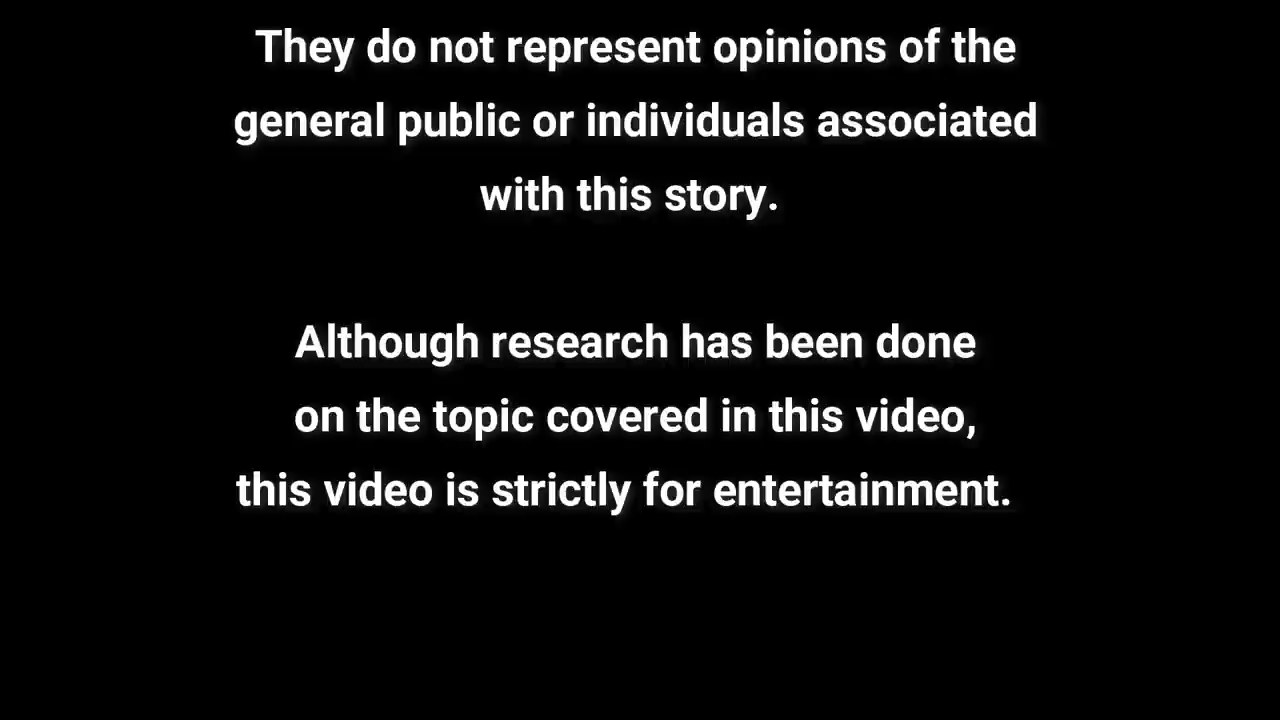 They do not represent opinions of the
general public or individuals associated
with this story.
Although research has been done
on the topic covered in this video,
this video is strictly for entertainment.